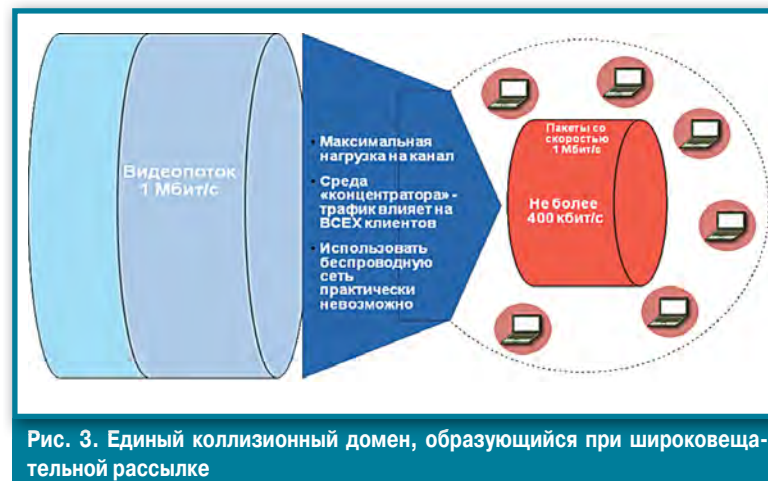 Видеопоток
1 Мбит/с
• Максимальная
нагрузка на канал
• Среда
«концентратора» -
трафик влияет на
ВСЕХ клиентов
• Использовать
беспроводную
сеть
практически
невозможно
Пакеты со
скоростью
1 Мбит/с
Не более
400 кбит/с
Рис. 3. Единый коллизионный домен, образующийся при широковеща-
тельной рассылке